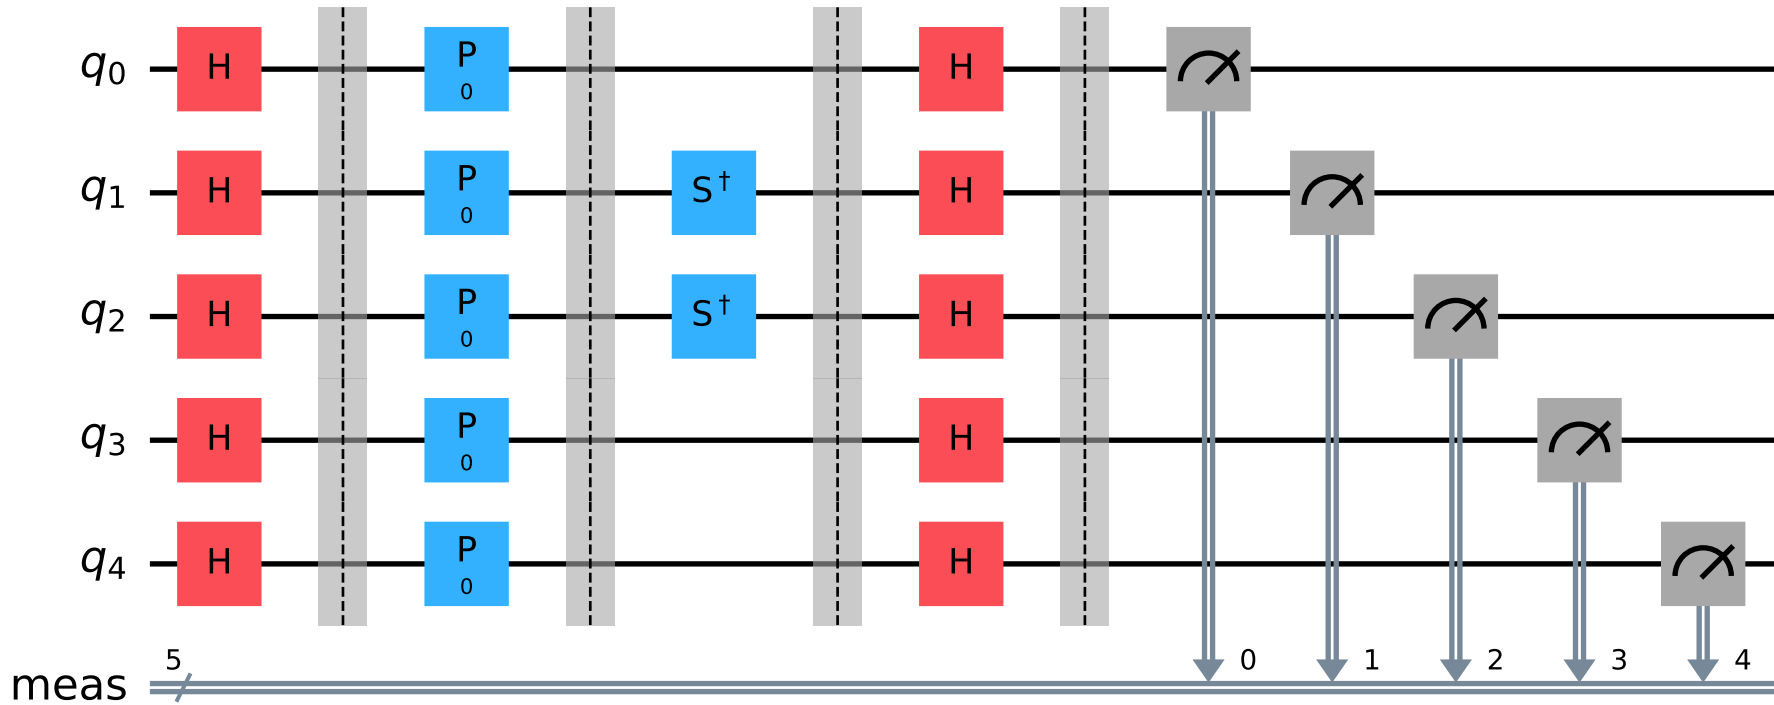 q0 H P 0 H
q1 H P 0 S† H
q2 H P 0 S† H
q3 H P 0 H
q4 H P 0 H
5 0 1 2 3 4
meas